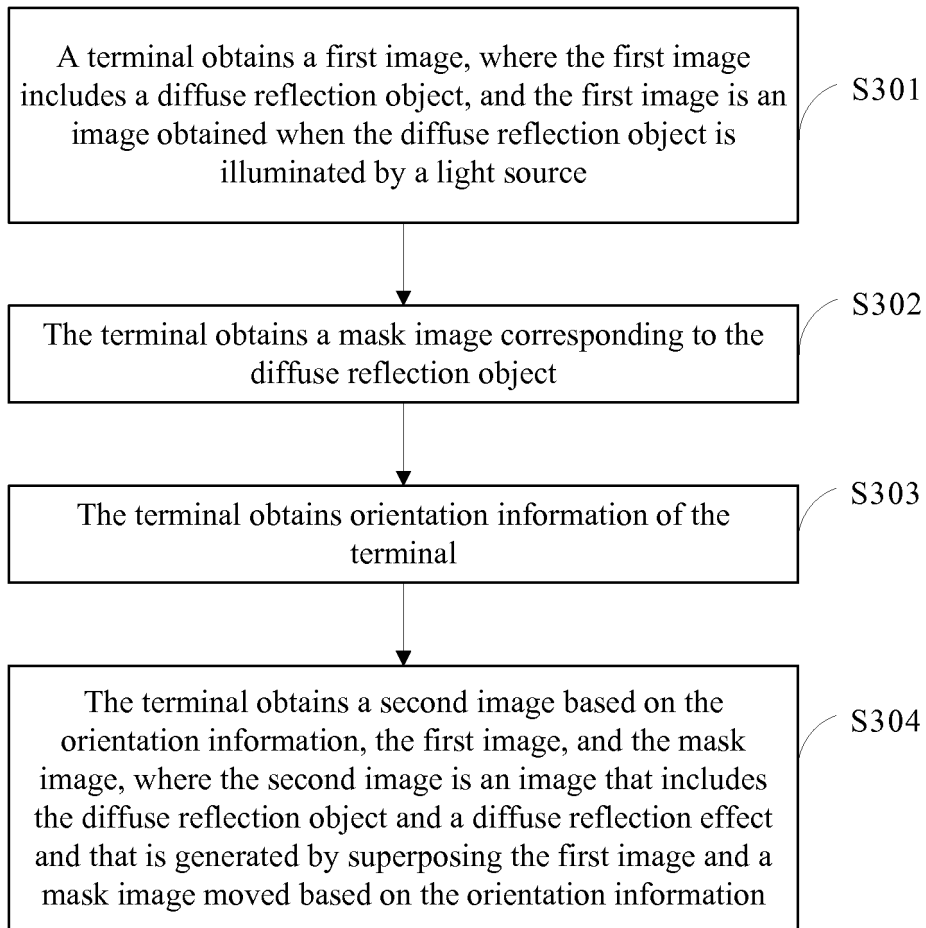 A terminal obtains a first image, where the first image
includes a diffuse reflection object, and the first image is an
image obtained when the diffuse reflection object is
illuminated by a light source
S301
The terminal obtains a mask image corresponding to the
diffuse reflection object
S302
The terminal obtains orientation information of the
terminal
S303
The terminal obtains a second image based on the
orientation information, the first image, and the mask
image, where the second image is an image that includes
the diffuse reflection object and a diffuse reflection effect
and that is generated by superposing the first image and a
mask image moved based on the orientation information
S304